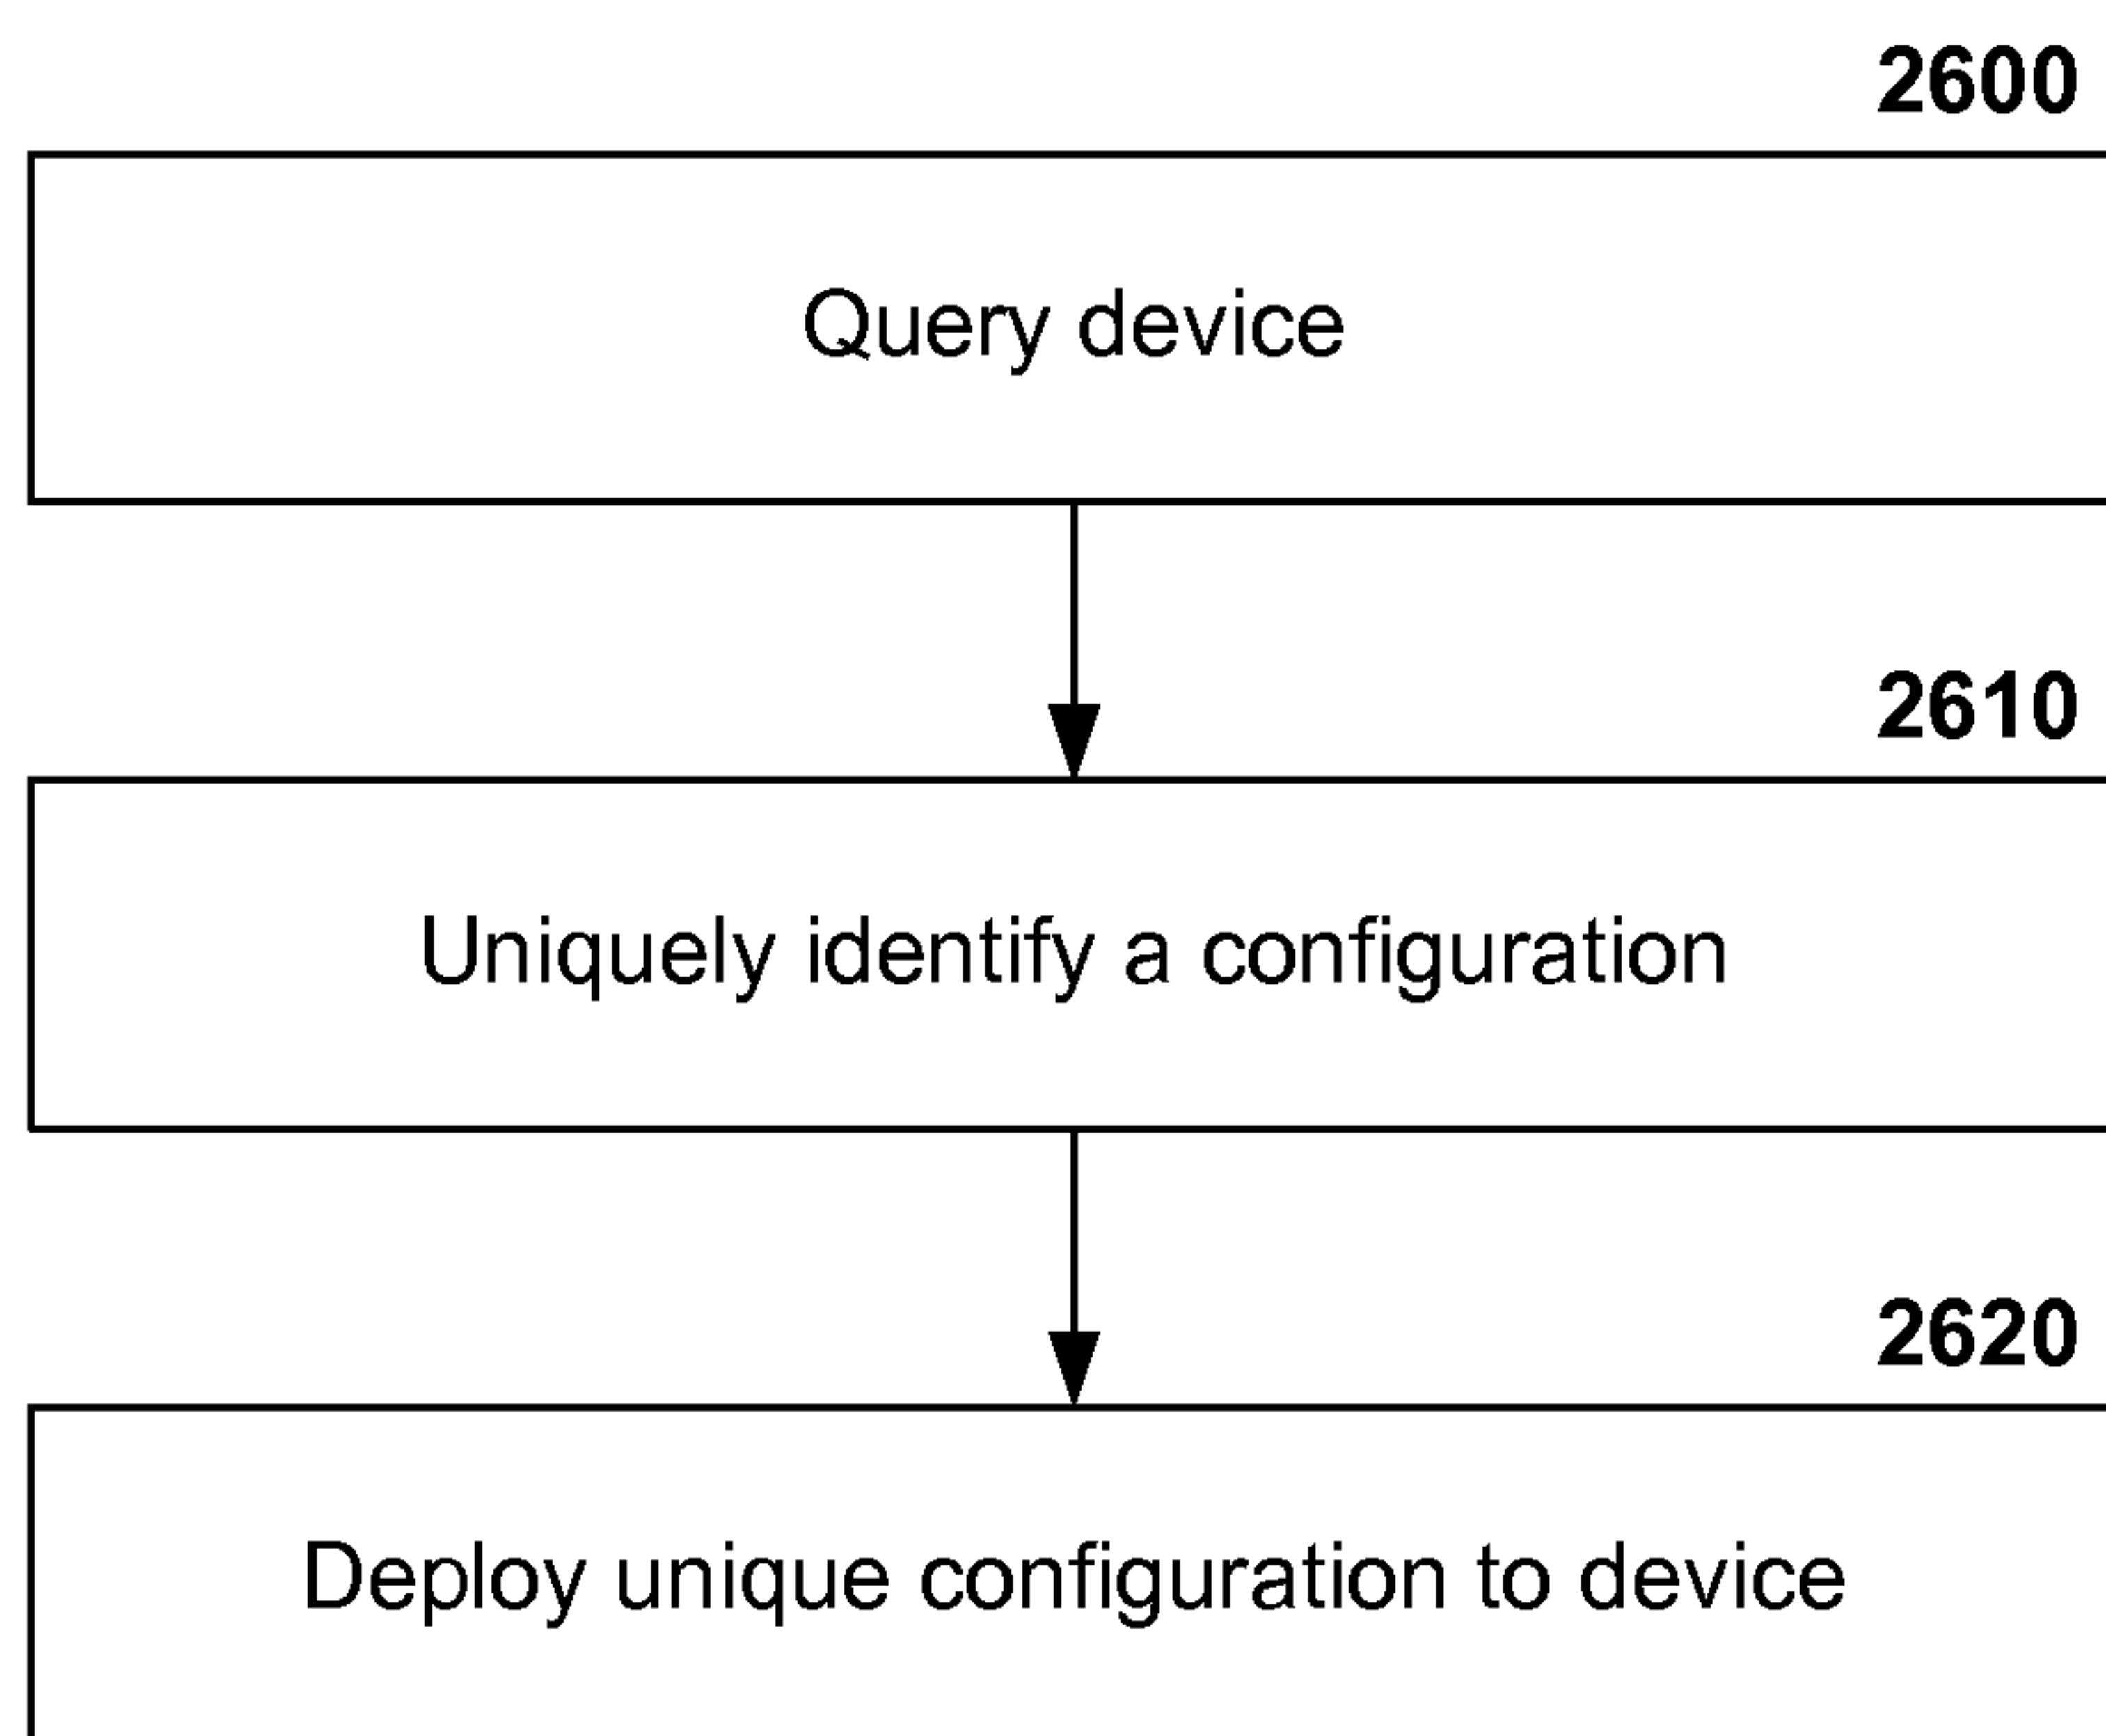 2600
Query device
2610
Uniquely identify a configuration
2620
Deploy unique configuration to device